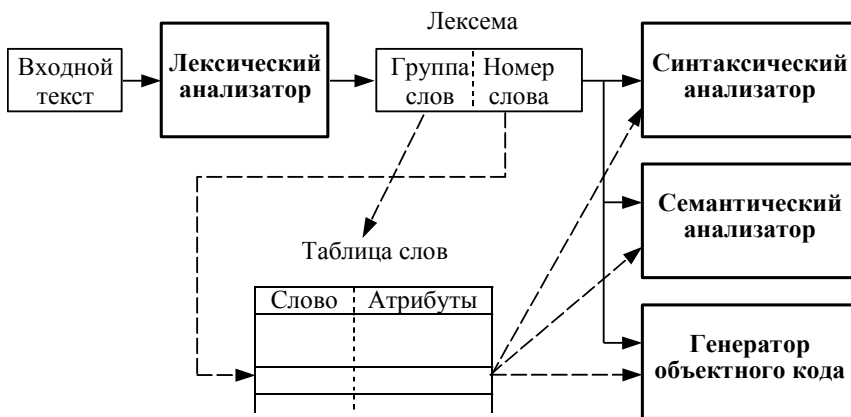 Лексема
Входной
текст
Лексический
анализатор
Группа
слов
Номер
слова
Синтаксический
анализатор
Семантический
анализатор
Таблица слов
Слово
Атрибуты
Генератор
объектного кода